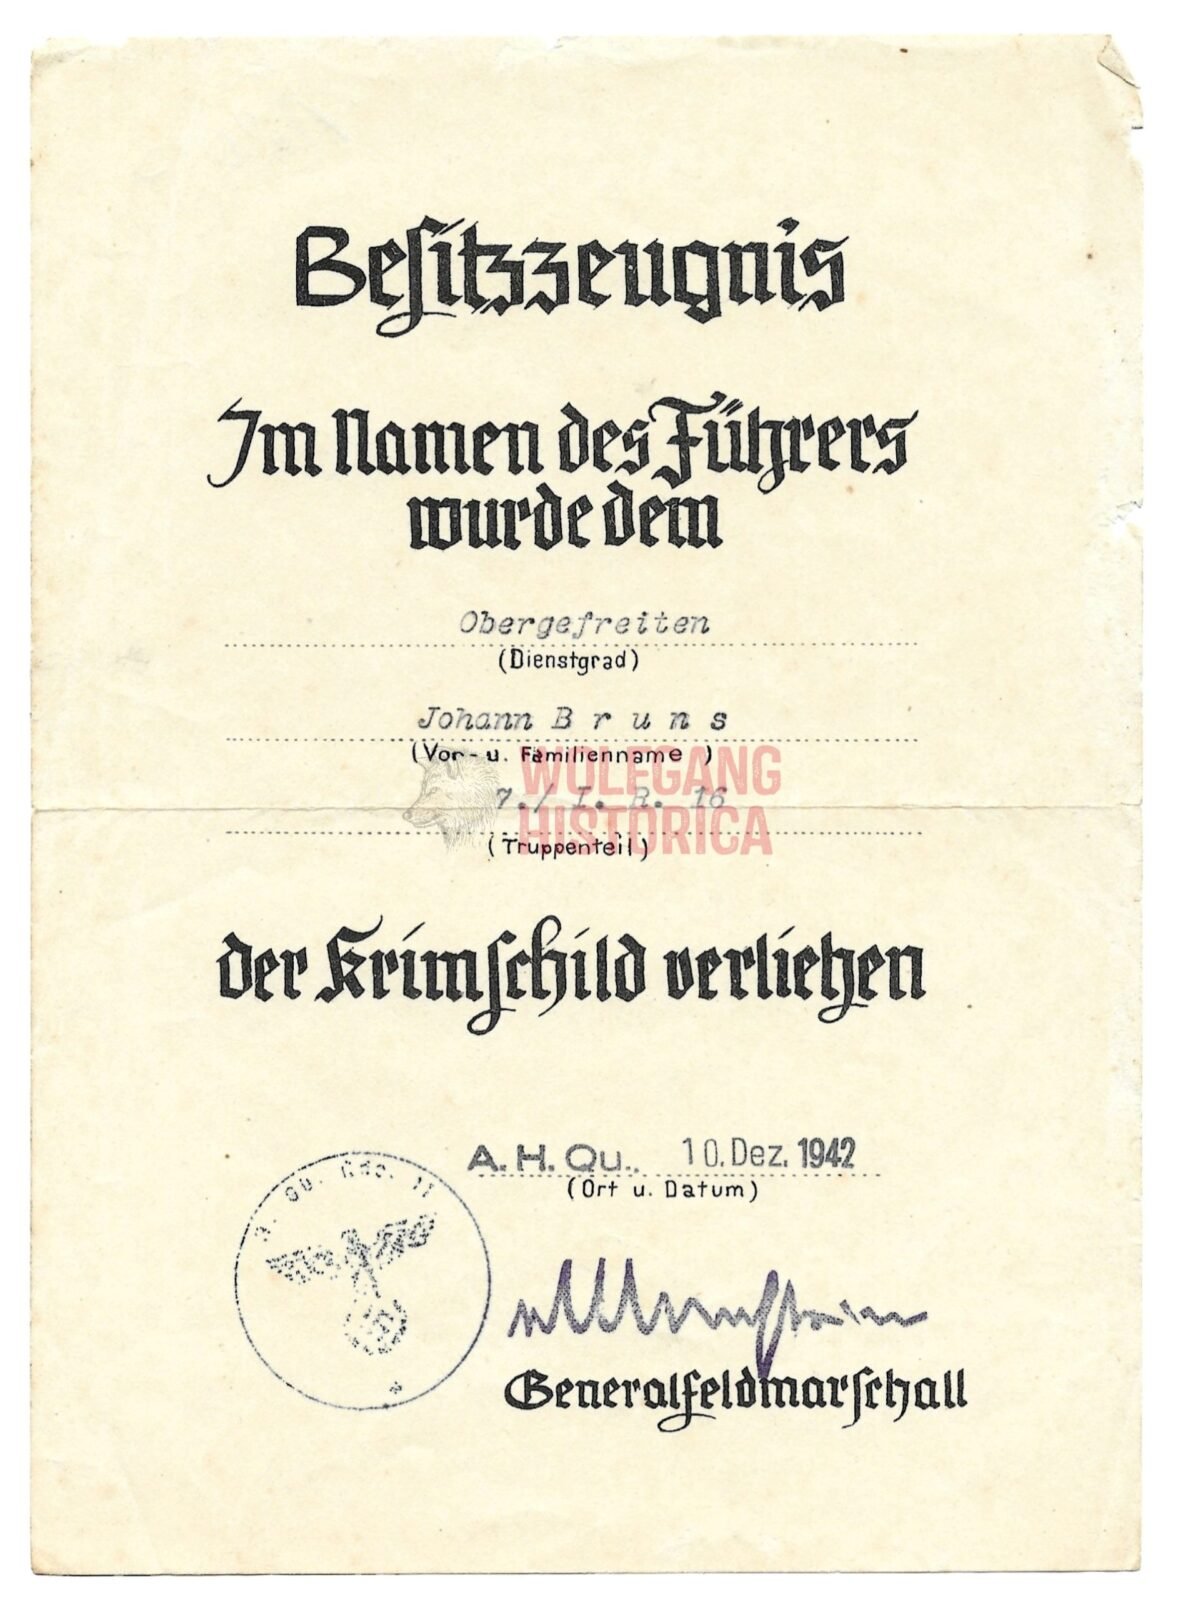 Besitzzeugnis
Im Namen des Führers
wurde dem
Obergefreiten
(Dienstgrad)
Johann B r u n s
(Vor- u. Familienname )
WOLFGANG
7./ I. R. 16
HISTORICA
(Truppenteil)
der Krimschild verliehen
A. H. Qu., 10. Dez. 1942
(Ort u. Datum)
v Manstein
Generalfeldmarschall